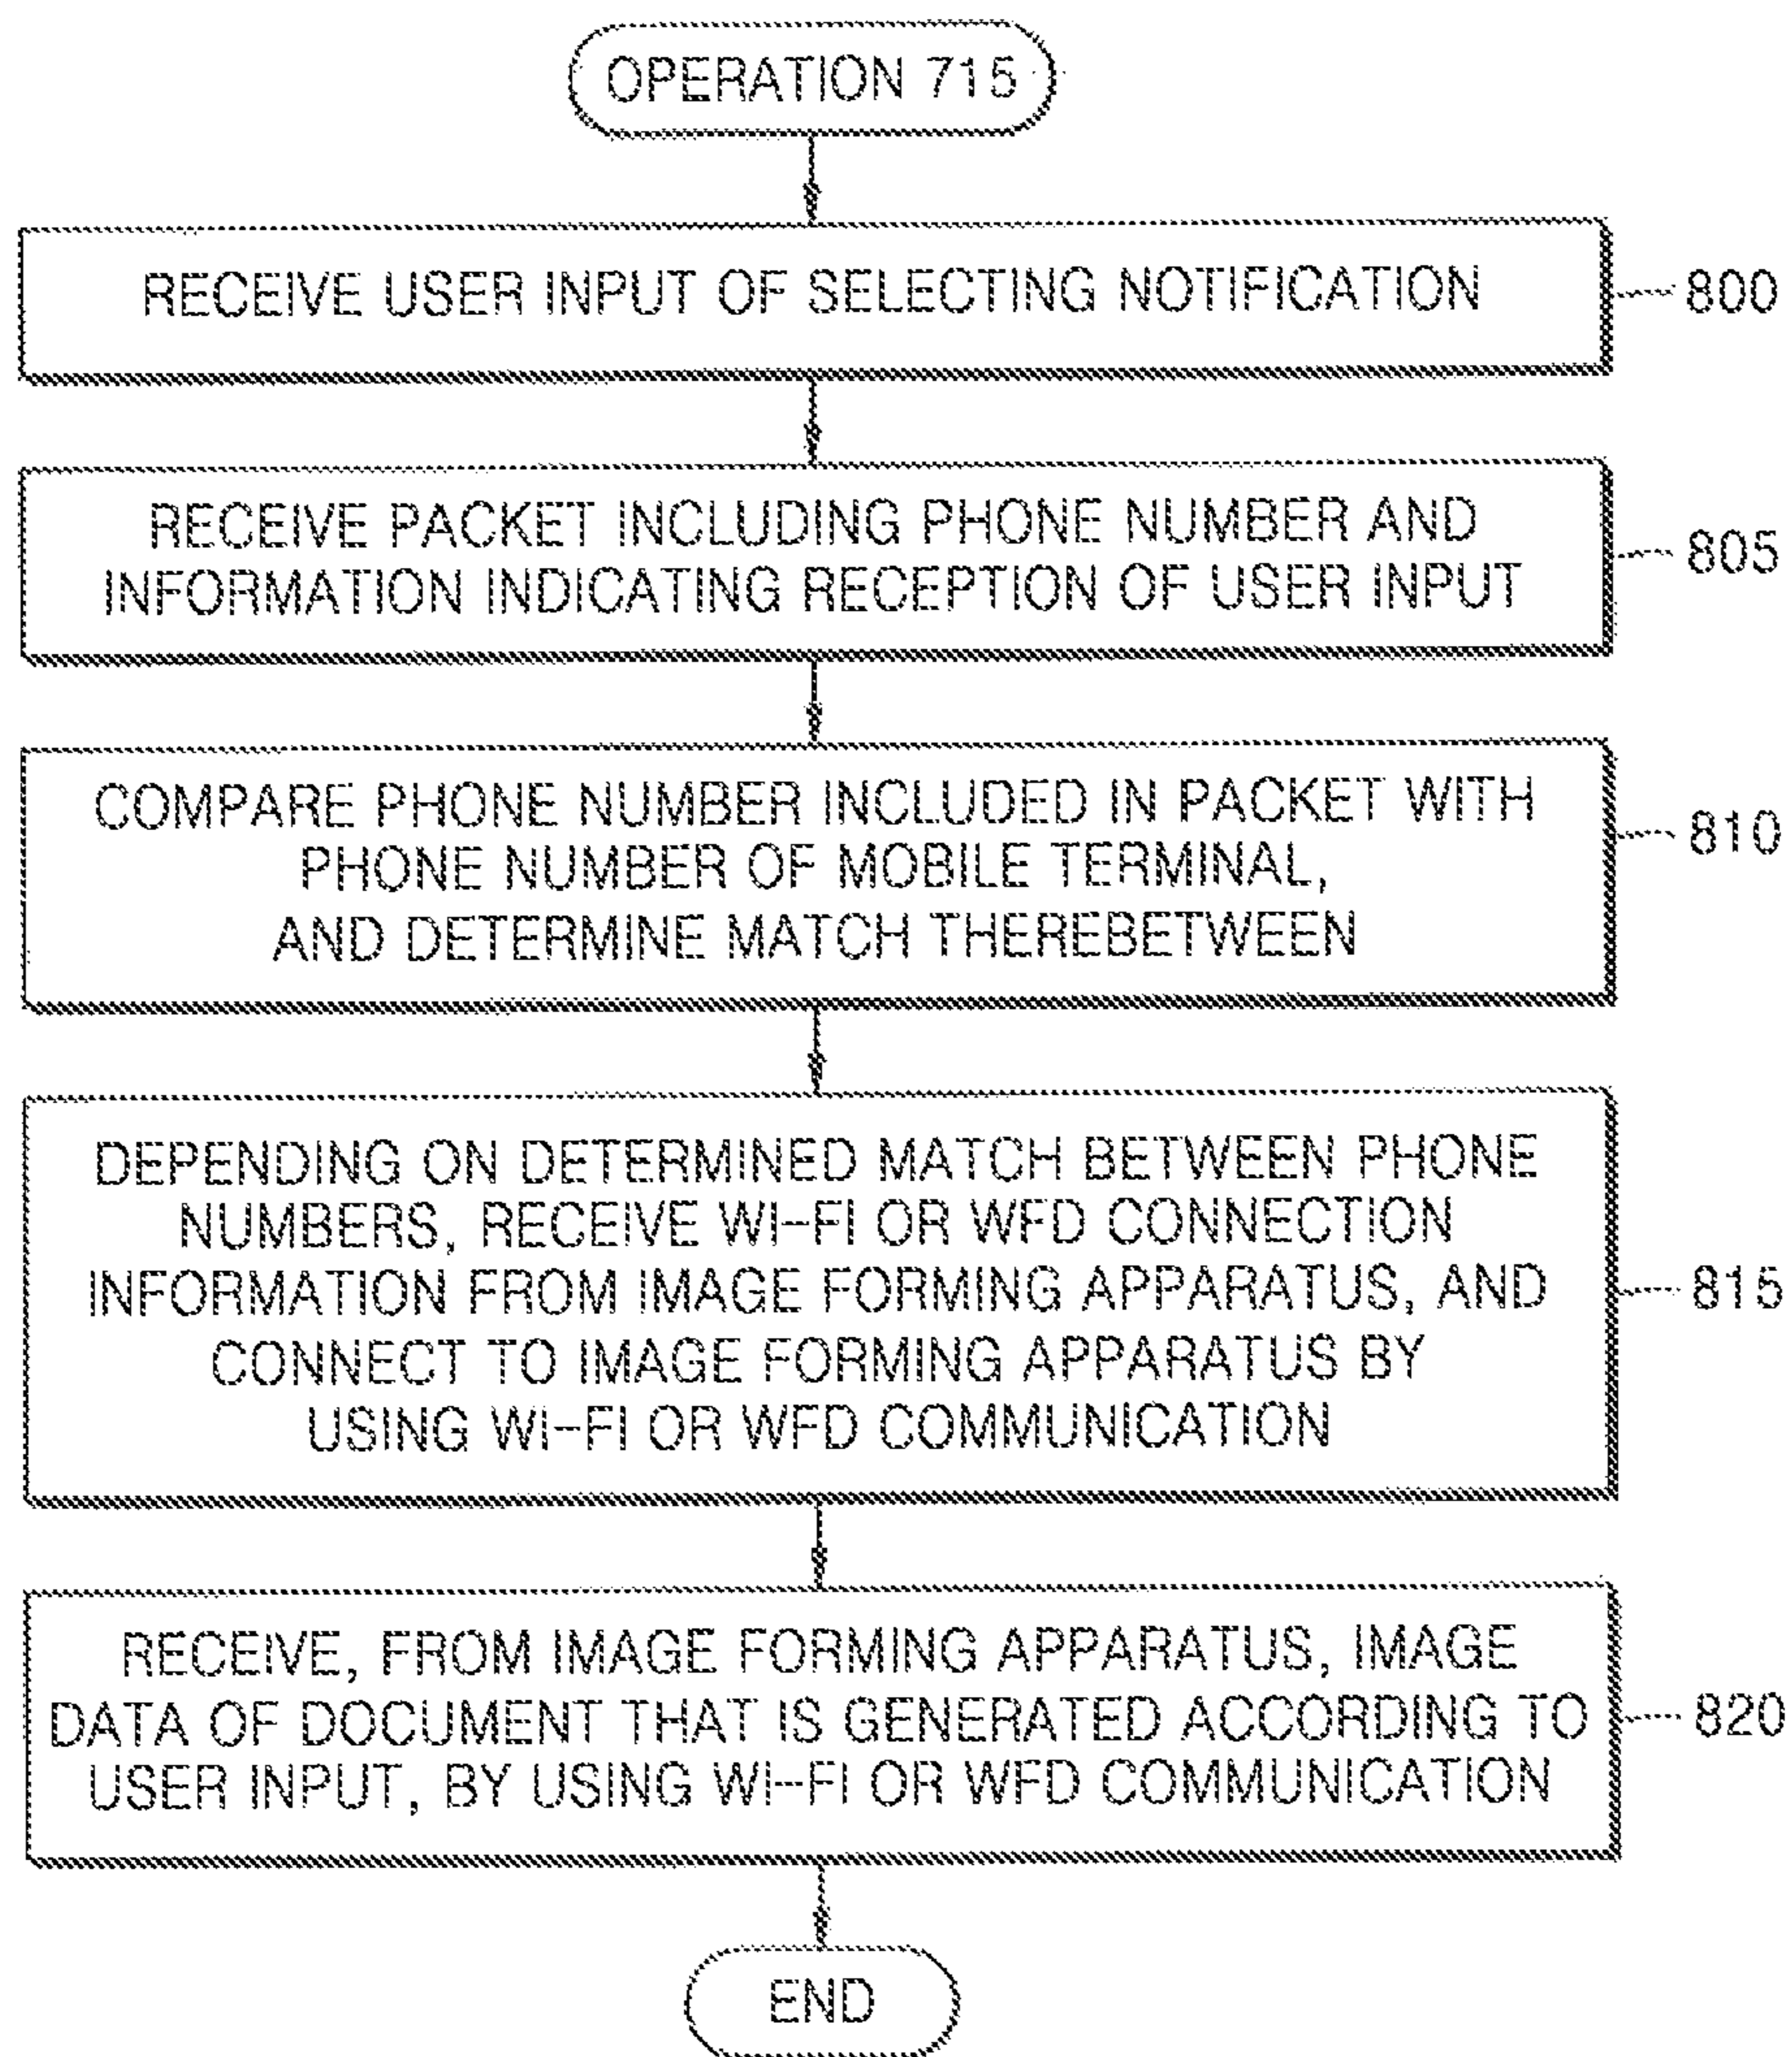 OPERATION 715
RECEIVE USER INPUT OF SELECTING NOTIFICATION
800
RECEIVE PACKET INCLUDING PHONE NUMBER AND
INFORMATION INDICATING RECEPTION OF USER INPUT
805
COMPARE PHONE NUMBER INCLUDED IN PACKET WITH
PHONE NUMBER OF MOBILE TERMINAL,
AND DETERMINE MATCH THEREBETWEEN
810
DEPENDING ON DETERMINED MATCH BETWEEN PHONE
NUMBERS, RECEIVE WI-FI OR WFD CONNECTION
INFORMATION FROM IMAGE FORMING APPARATUS, AND
CONNECT TO IMAGE FORMING APPARATUS BY
USING WI-FI OR WFD COMMUNICATION
815
RECEIVE, FROM IMAGE FORMING APPARATUS, IMAGE
DATA OF DOCUMENT THAT IS GENERATED ACCORDING TO
USER INPUT, BY USING WI-FI OR WFD COMMUNICATION
820
END